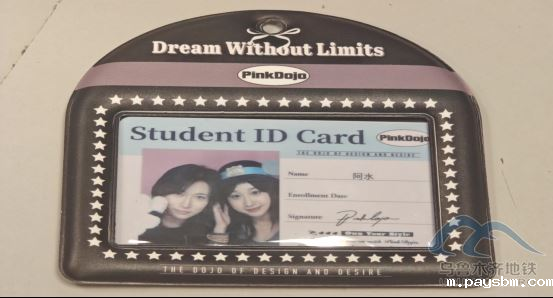 Dream Without Limits
PinkDojo
Student ID Card
PinkDojo
THE DOJO OF DESIGN AND DESIRE
Name 阿水
Enrollment Date
Signature
Own Your Style
THE DOJO OF DESIGN AND DESIRE
乌鲁木齐地铁
m.paysbm.com